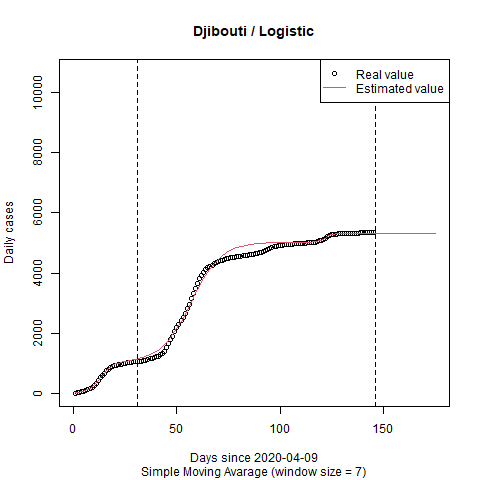 Djibouti / Logistic
Real value
Estimated value
Daily cases
0
2000
4000
6000
8000
10000
0
50
100
150
Days since 2020-04-09
Simple Moving Avarage (window size = 7)